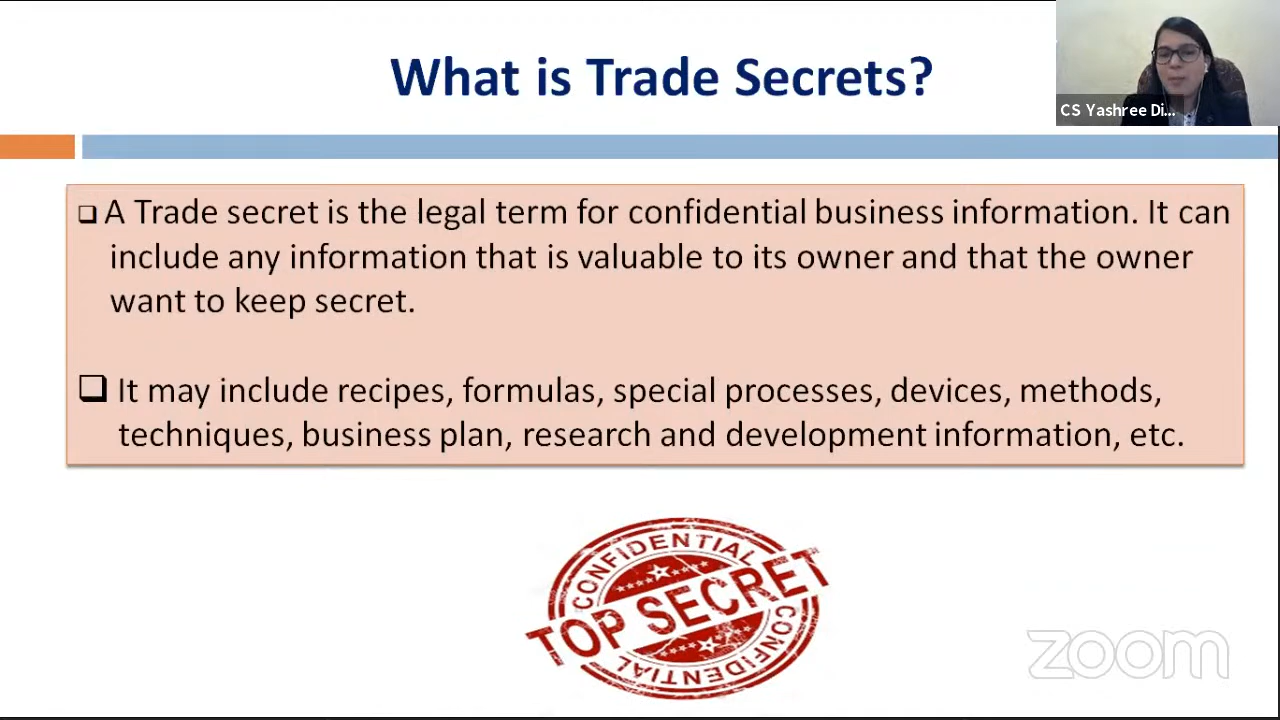 What is Trade Secrets?
CS Yashree Di...
❑ A Trade secret is the legal term for confidential business information. It can
include any information that is valuable to its owner and that the owner
want to keep secret.
❑ It may include recipes, formulas, special processes, devices, methods,
techniques, business plan, research and development information, etc.
CONFIDENTIAL
TOP SECRET
CONFIDENTIAL
zoom